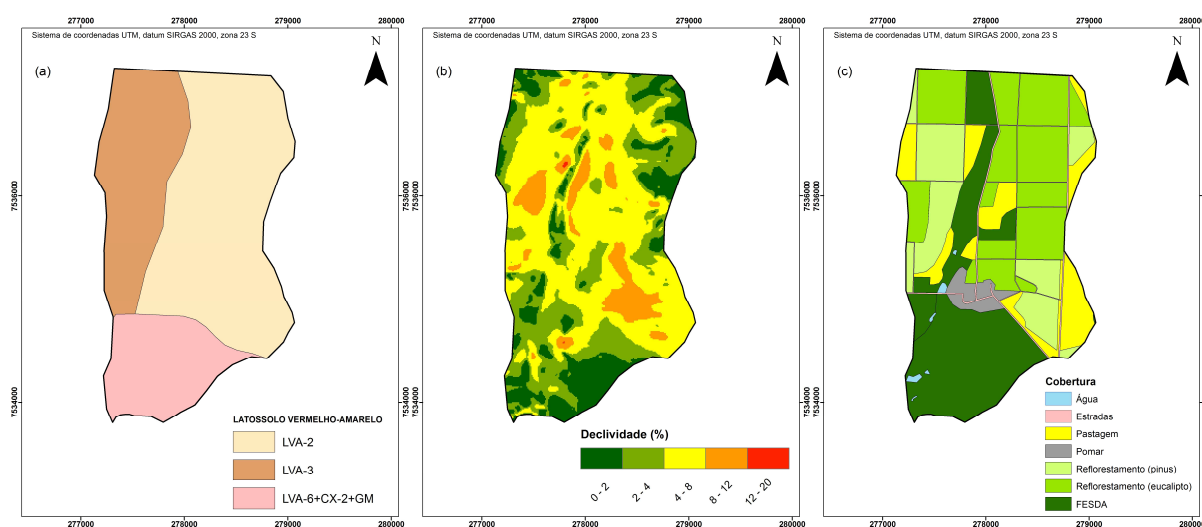 277000 278000 279000 280000
Sistema de coordenadas UTM, datum SIRGAS 2000, zona 23 S
(a)
N
7536000
7534000
LATOSSOLO VERMELHO-AMARELO
LVA-2
LVA-3
LVA-6+CX-2+GM
277000 278000 279000 280000
277000 278000 279000 280000
Sistema de coordenadas UTM, datum SIRGAS 2000, zona 23 S
(b)
N
7536000 7536000
7534000 7534000
Declividade (%)
0 - 2
2 - 4
4 - 8
8 - 12
12 - 20
277000 278000 279000 280000
277000 278000 279000 280000
Sistema de coordenadas UTM, datum SIRGAS 2000, zona 23 S
(c)
N
7536000 7536000
7534000 7534000
Cobertura
Água
Estradas
Pastagem
Pomar
Reflorestamento (pinus)
Reflorestamento (eucalipto)
FESDA
277000 278000 279000 280000